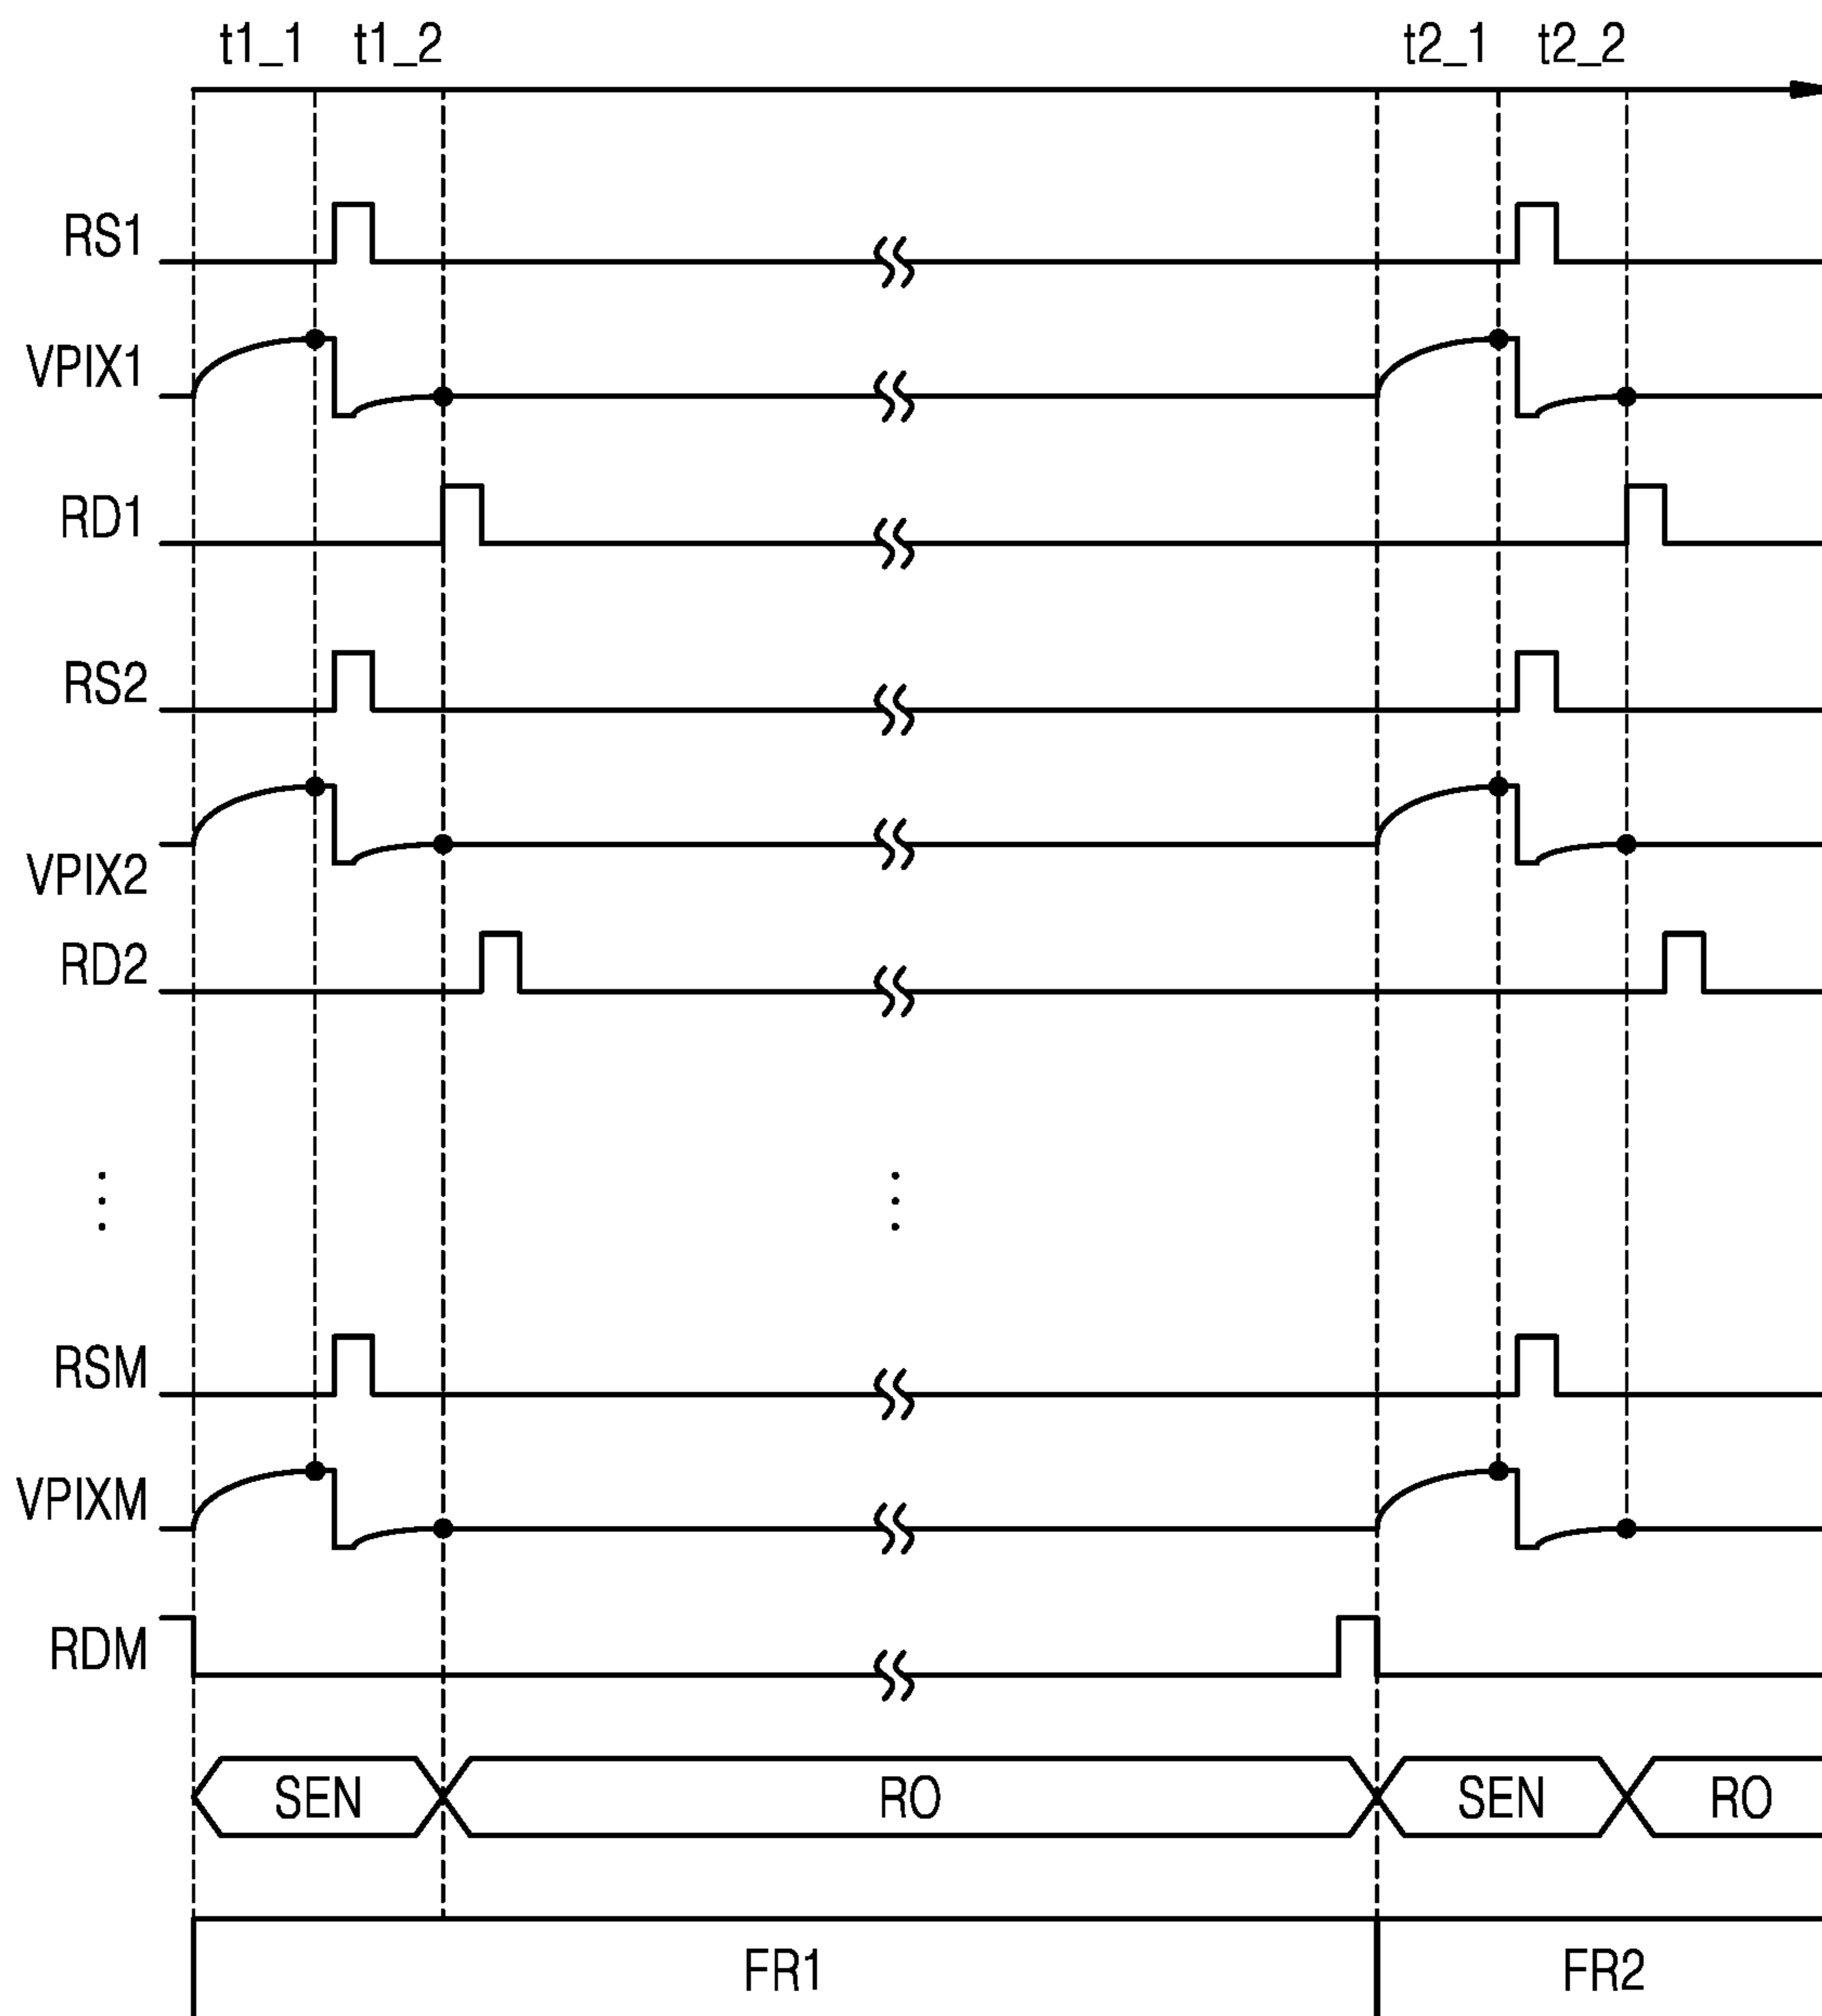 t1_1 t1_2 t2_1 t2_2
RS1
VPIX1
RD1
RS2
VPIX2
RD2
RSM
VPIXM
RDM
SEN RO SEN RO
FR1 FR2